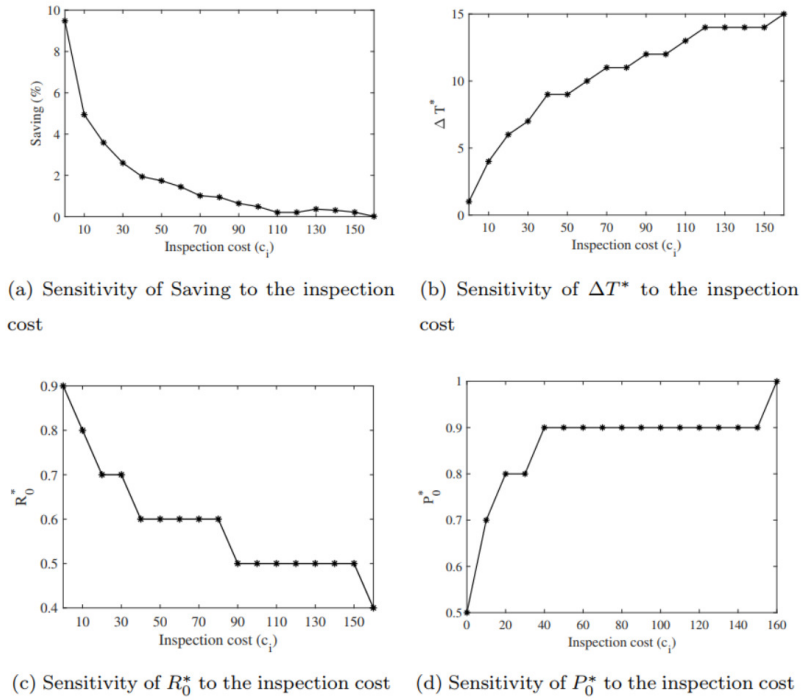 10
8
6
4
2
0
Saving (%)
10 30 50 70 90 110 130 150
Inspection cost (c_i)
(a) Sensitivity of Saving to the inspection
cost
15
10
5
0
Δ T*
10 30 50 70 90 110 130 150
Inspection cost (c_i)
(b) Sensitivity of ΔT* to the inspection
cost
0.9
0.8
0.7
0.6
0.5
0.4
R_0^*
10 30 50 70 90 110 130 150
Inspection cost (c_i)
(c) Sensitivity of R_0^* to the inspection cost
1
0.9
0.8
0.7
0.6
0.5
P_0^*
0 20 40 60 80 100 120 140 160
Inspection cost (c_i)
(d) Sensitivity of P_0^* to the inspection cost